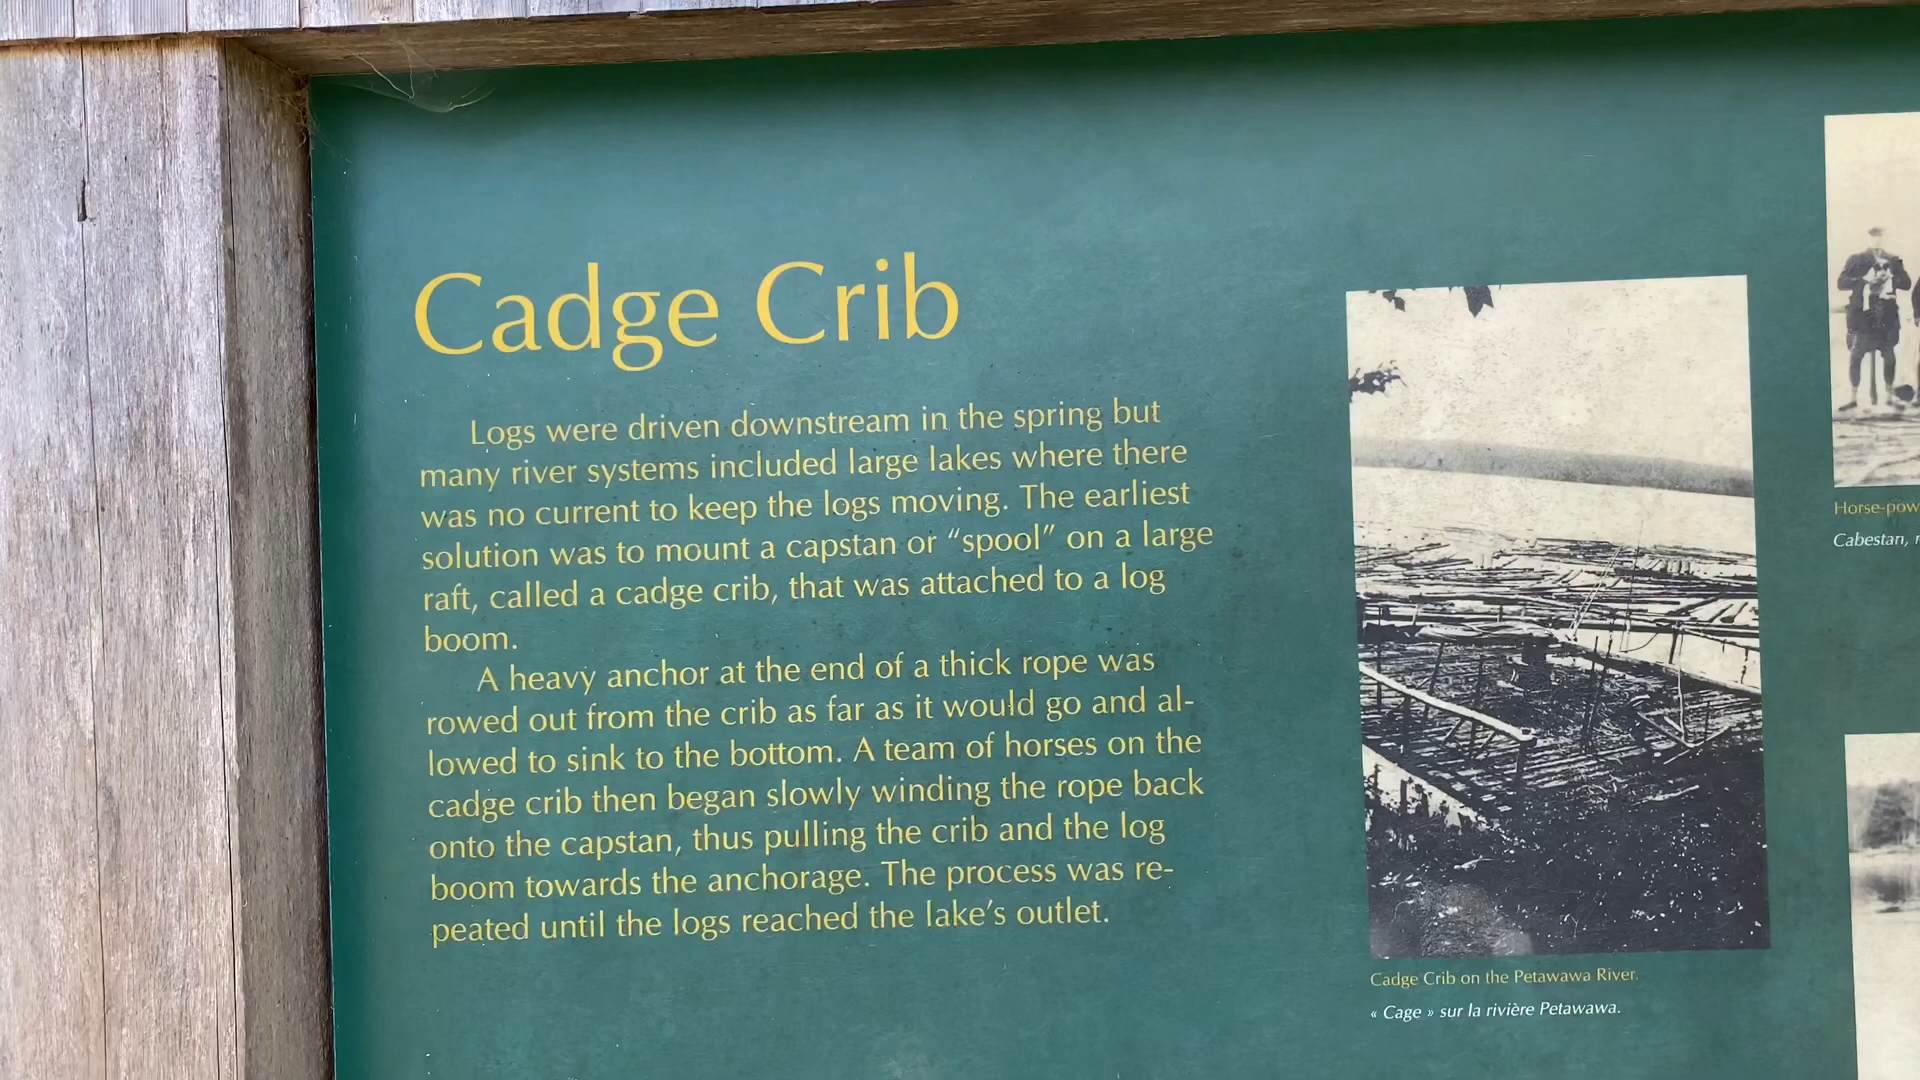 Cadge Crib
Logs were driven downstream in the spring but
many river systems included large lakes where there
was no current to keep the logs moving. The earliest
solution was to mount a capstan or “spool” on a large
raft, called a cadge crib, that was attached to a log
boom.
A heavy anchor at the end of a thick rope was
rowed out from the crib as far as it would go and al-
lowed to sink to the bottom. A team of horses on the
cadge crib then began slowly winding the rope back
onto the capstan, thus pulling the crib and the log
boom towards the anchorage. The process was re-
peated until the logs reached the lake’s outlet.
Cadge Crib on the Petawawa River.
« Cage » sur la rivière Petawawa.
Horse-pow
Cabestan,